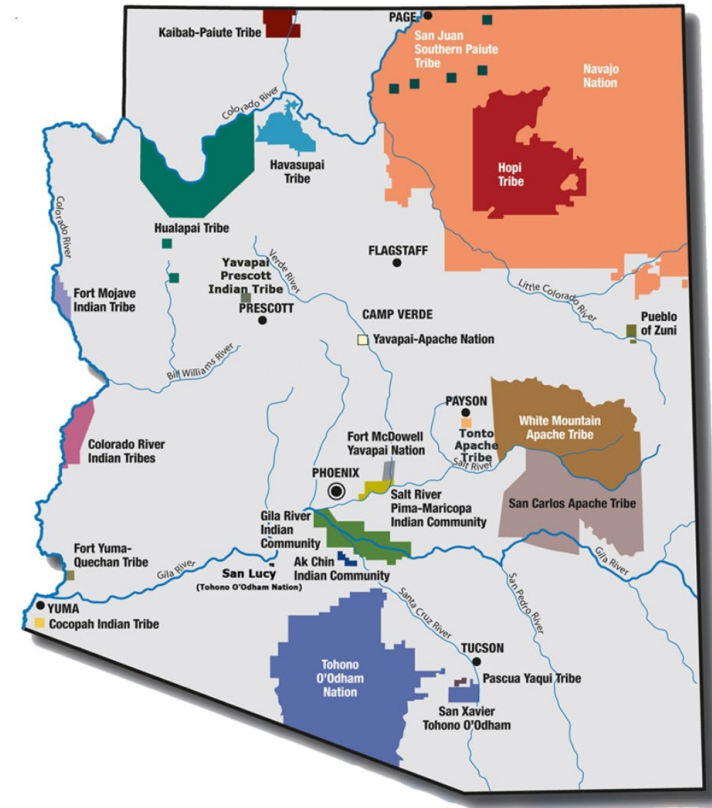 Kaibab-Paiute Tribe
PAGE
San Juan
Southern Paiute
Tribe
Navajo
Nation
Colorado River
Havasupai
Tribe
Hopi
Tribe
Hualapai Tribe
Colorado River
Verde River
FLAGSTAFF
Yavapai
Prescott
Indian Tribe
PRESCOTT
Fort Mojave
Indian Tribe
Little Colorado River
CAMP VERDE
Yavapai-Apache Nation
Pueblo
of Zuni
Bill Williams River
PAYSON
Tonto
Apache
Tribe
White Mountain
Apache Tribe
Colorado River
Indian Tribes
Fort McDowell
Yavapai Nation
Salt River
PHOENIX
Salt River
Pima-Maricopa
Indian Community
San Carlos Apache Tribe
Gila River
Indian
Community
Fort Yuma-
Quechan Tribe
Gila River
San Lucy
(Tohono O'Odham Nation)
Ak Chin
Indian Community
Gila River
YUMA
Cocopah Indian Tribe
Santa Cruz River
San Pedro River
TUCSON
Tohono
O'Odham
Nation
Pascua Yaqui Tribe
San Xavier
Tohono O'Odham